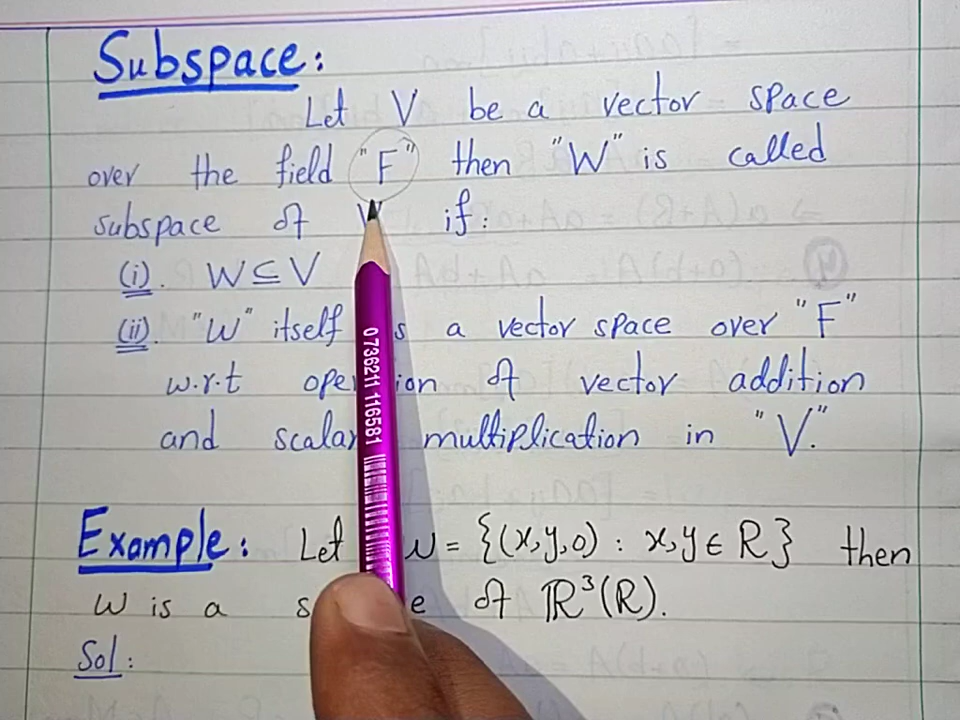 Subspace:
Let V be a vector space
over the field "F" then "W" is called
subspace of if:
(i). W ⊆ V
(ii). "W" itself is a vector space over "F"
w.r.t operation of vector addition
and scalar multiplication in "V".
Example: Let W = {(x,y,0) : x,y ∈ R} then
W is a of ℝ³(R).
Sol:
0736211 116581